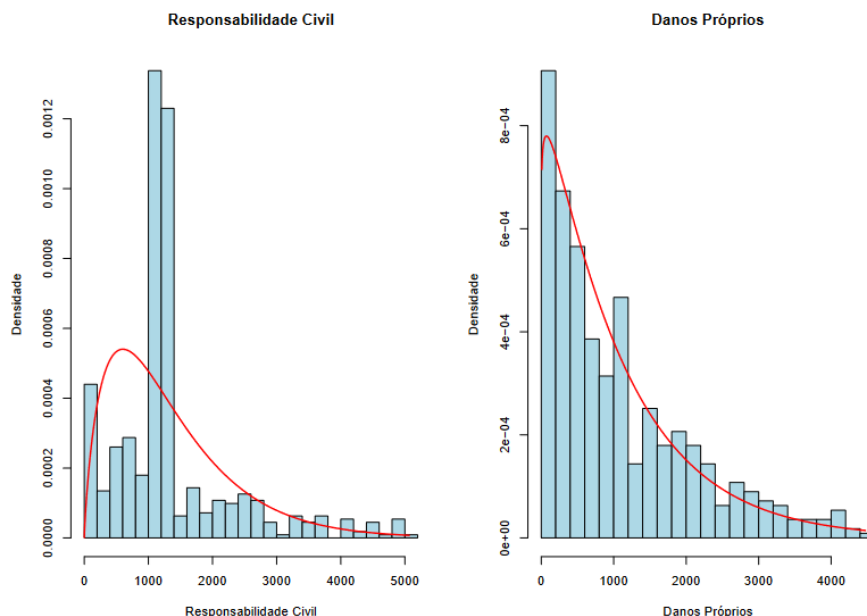 Responsabilidade Civil
Densidade
0.0000
0.0002
0.0004
0.0006
0.0008
0.0010
0.0012
0
1000
2000
3000
4000
5000
Responsabilidade Civil
Danos Próprios
Densidade
0e+00
2e-04
4e-04
6e-04
8e-04
0
1000
2000
3000
4000
Danos Próprios